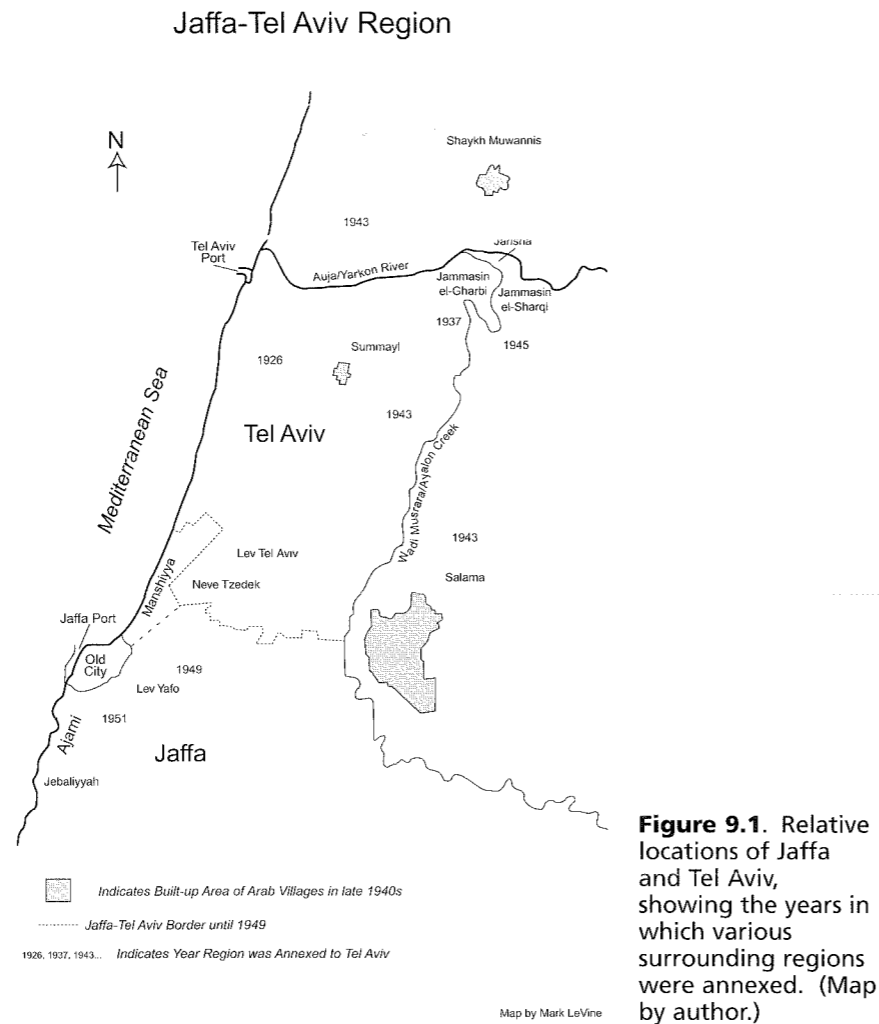 Jaffa-Tel Aviv Region
N
Shaykh Muwannis
1943
Tel Aviv
Port
Auja/Yarkon River
Jarisha
Jammasin
el-Gharbi
Jammasin
el-Sharqi
1937
1945
Summayl
1926
1943
Tel Aviv
Mediterranean Sea
Wadi Musrara/Ayalon Creek
1943
Lev Tel Aviv
Salama
Neve Tzedek
Manshiyya
Jaffa Port
Old
City
1949
Lev Yafo
1951
Ajami
Jaffa
Jebaliyyah
Indicates Built-up Area of Arab Villages in late 1940s
Jaffa-Tel Aviv Border until 1949
1926, 1937, 1943... Indicates Year Region was Annexed to Tel Aviv
Map by Mark LeVine
Figure 9.1. Relative
locations of Jaffa
and Tel Aviv,
showing the years in
which various
surrounding regions
were annexed. (Map
by author.)